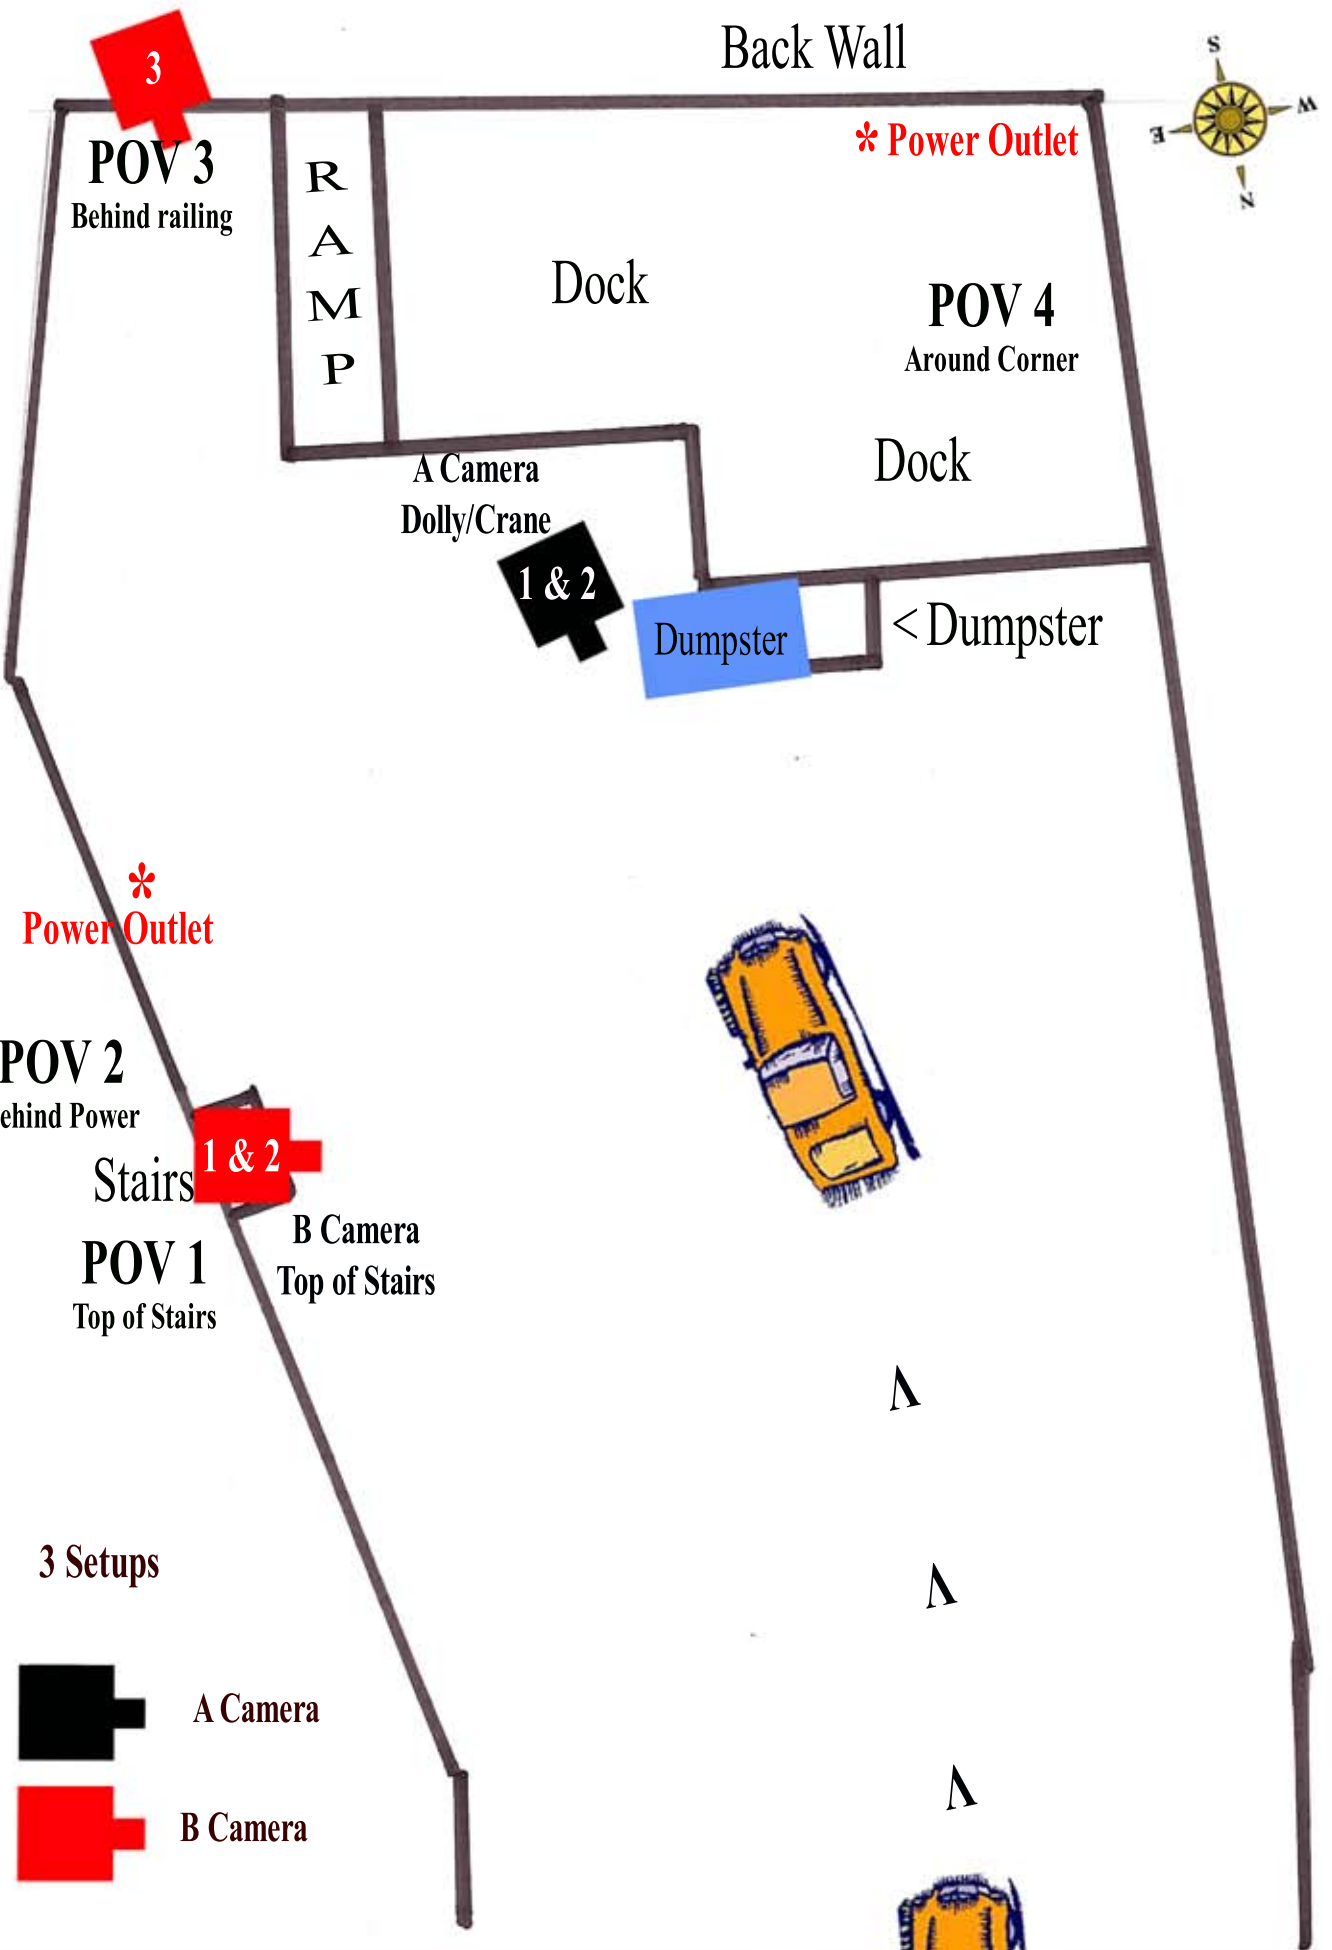 Back Wall
3
S
W
E
N
* Power Outlet
POV 3
Behind railing
R
A
M
P
Dock
POV 4
Around Corner
Dock
A Camera
Dolly/Crane
1 & 2
Dumpster
< Dumpster
*
Power Outlet
POV 2
ehind Power
Stairs
1 & 2
B Camera
Top of Stairs
POV 1
Top of Stairs
3 Setups
A Camera
B Camera